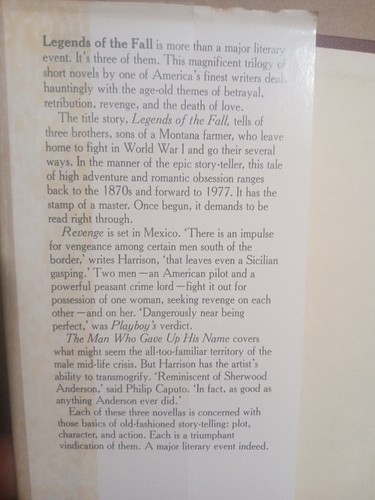 Legends of the Fall is more than a major literary
event. It's three of them. This magnificent trilogy of
short novels by one of America's finest writers deals
hauntingly with the age-old themes of betrayal,
retribution, revenge, and the death of love.
The title story, Legends of the Fall, tells of
three brothers, sons of a Montana farmer, who leave
home to fight in World War I and go their several
ways. In the manner of the epic story-teller, this tale
of high adventure and romantic obsession ranges
back to the 1870s and forward to 1977. It has the
stamp of a master. Once begun, it demands to be
read right through.
Revenge is set in Mexico. 'There is an impulse
for vengeance among certain men south of the
border,' writes Harrison, 'that leaves even a Sicilian
gasping.' Two men—an American pilot and a
powerful peasant crime lord—fight it out for
possession of one woman, seeking revenge on each
other—and on her. 'Dangerously near being
perfect,' was Playboy's verdict.
The Man Who Gave Up His Name covers
what might seem the all-too-familiar territory of the
male mid-life crisis. But Harrison has the artist's
ability to transmogrify. 'Reminiscent of Sherwood
Anderson,' said Philip Caputo. 'In fact, as good as
anything Anderson ever did.'
Each of these three novellas is concerned with
those basics of old-fashioned story-telling: plot,
character, and action. Each is a triumphant
vindication of them. A major literary event indeed.